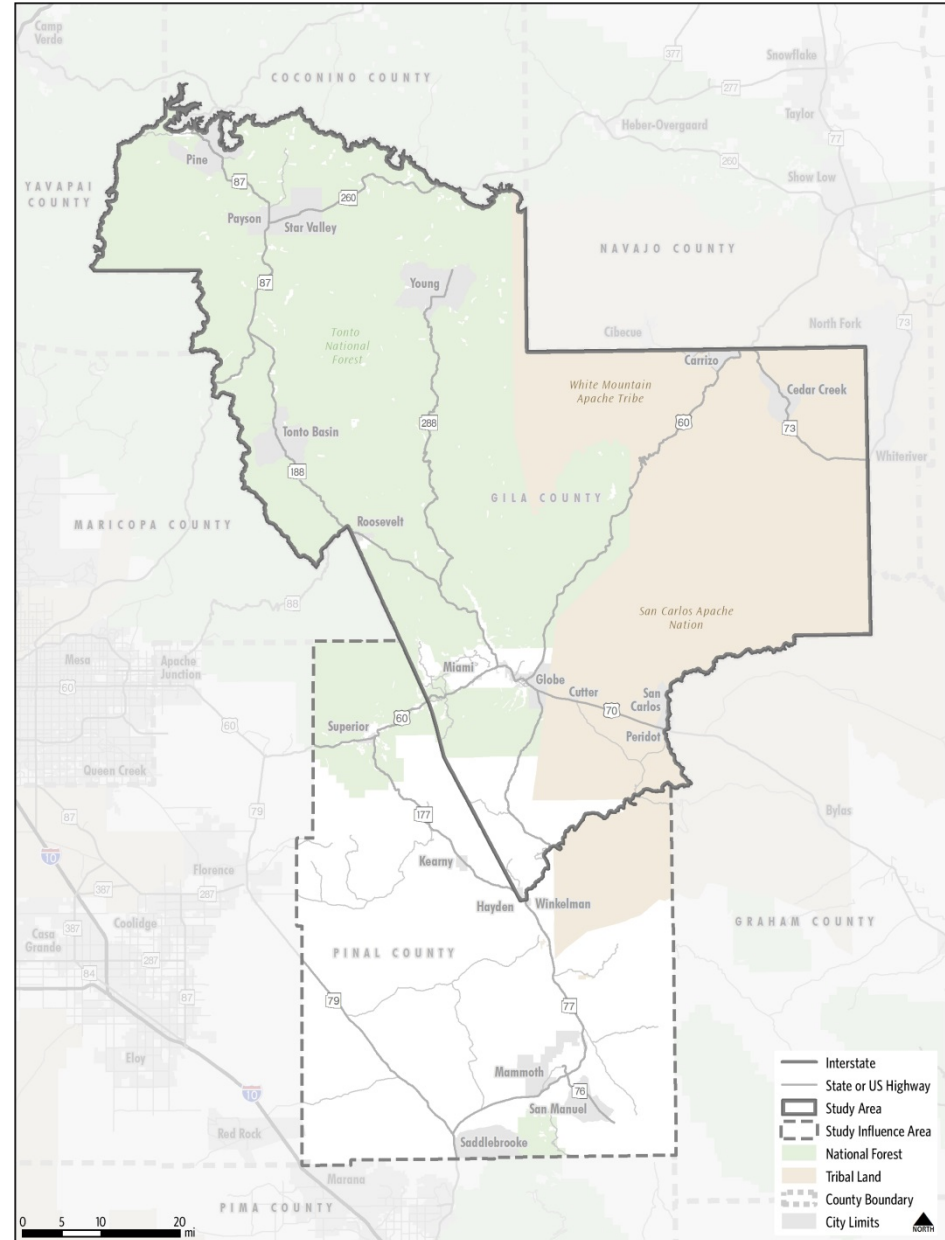 Camp
Verde
COCONINO COUNTY
377
Snowflake
277
Taylor
Heber-Overgaard
77
260
Show Low
Pine
87
YAVAPAI
COUNTY
260
Payson
Star Valley
NAVAJO COUNTY
87
Young
Cibecue
North Fork
73
Tonto
National
Forest
Carrizo
White Mountain
Apache Tribe
Cedar Creek
60
288
73
Tonto Basin
Whiteriver
188
GILA COUNTY
MARICOPA COUNTY
Roosevelt
88
San Carlos Apache
Nation
Mesa
Apache
Junction
Miami
Globe
60
San
Carlos
Cutter
70
60
Superior
60
Peridot
Queen Creek
79
Bylas
87
177
10
Kearny
Florence
387
287
Hayden
Winkelman
Coolidge
GRAHAM COUNTY
Casa
Grande
387
287
PINAL COUNTY
84
87
79
77
Eloy
Mammoth
76
10
San Manuel
Red Rock
Saddlebrooke
Marana
PIMA COUNTY
Interstate
State or US Highway
Study Area
Study Influence Area
National Forest
Tribal Land
County Boundary
City Limits
0 5 10 20
mi
NORTH